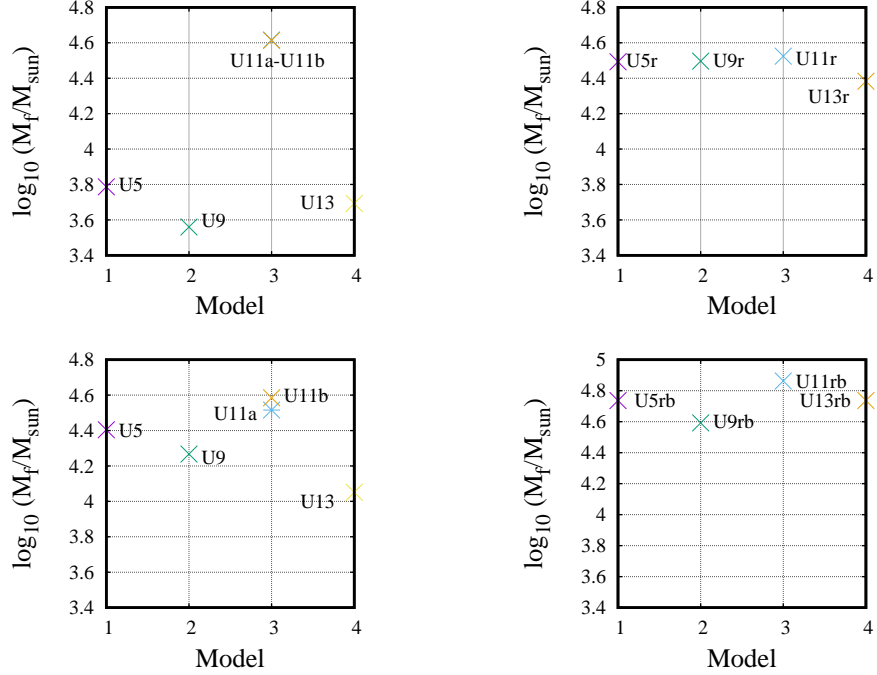 4.8
4.6
4.4
4.2
4
3.8
3.6
3.4
log10 (Mf/Msun)
U5
U9
U11a-U11b
U13
1 2 3 4
Model
4.8
4.6
4.4
4.2
4
3.8
3.6
3.4
log10 (Mf/Msun)
U5r
U9r
U11r
U13r
1 2 3 4
Model
4.8
4.6
4.4
4.2
4
3.8
3.6
3.4
log10 (Mf/Msun)
U5
U9
U11a
U11b
U13
1 2 3 4
Model
5
4.8
4.6
4.4
4.2
4
3.8
3.6
3.4
log10 (Mf/Msun)
U5rb
U9rb
U11rb
U13rb
1 2 3 4
Model